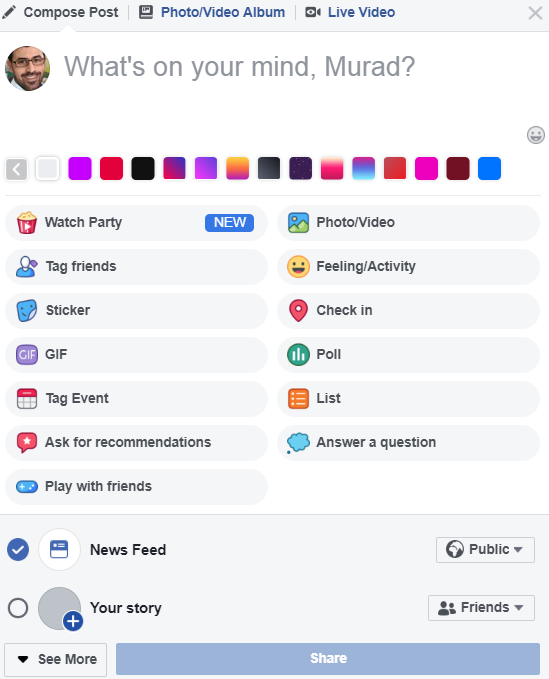 Compose Post Photo/Video Album Live Video
What's on your mind, Murad?
Watch Party NEW Photo/Video
Tag friends Feeling/Activity
Sticker Check in
GIF GIF Poll
Tag Event List
Ask for recommendations Answer a question
Play with friends
News Feed Public
Your story Friends
See More Share